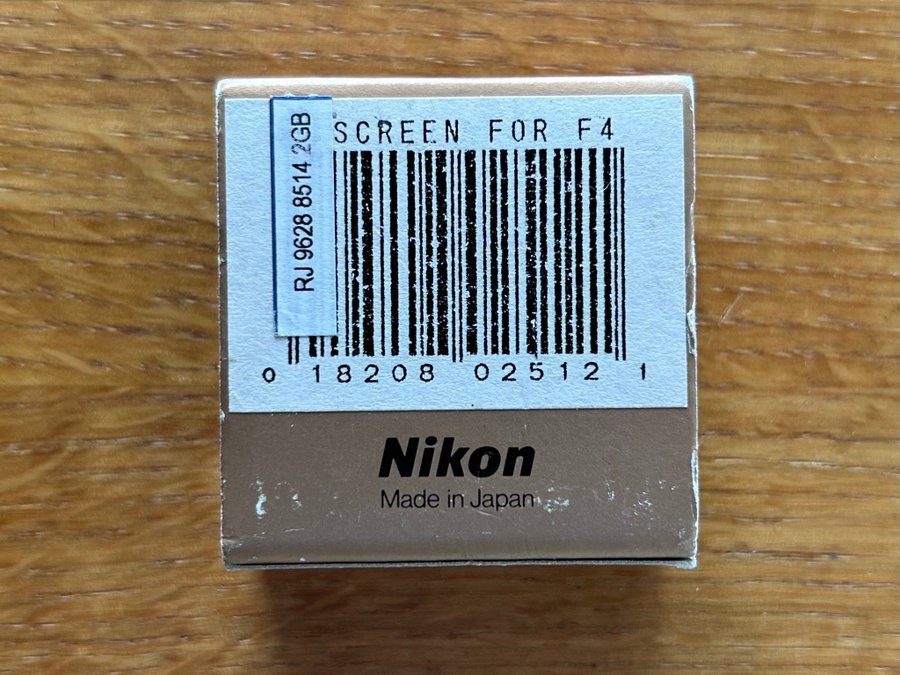 SCREEN FOR F4
RJ 9628 8514 2GB
0 18208 02512 1
Nikon
Made in Japan